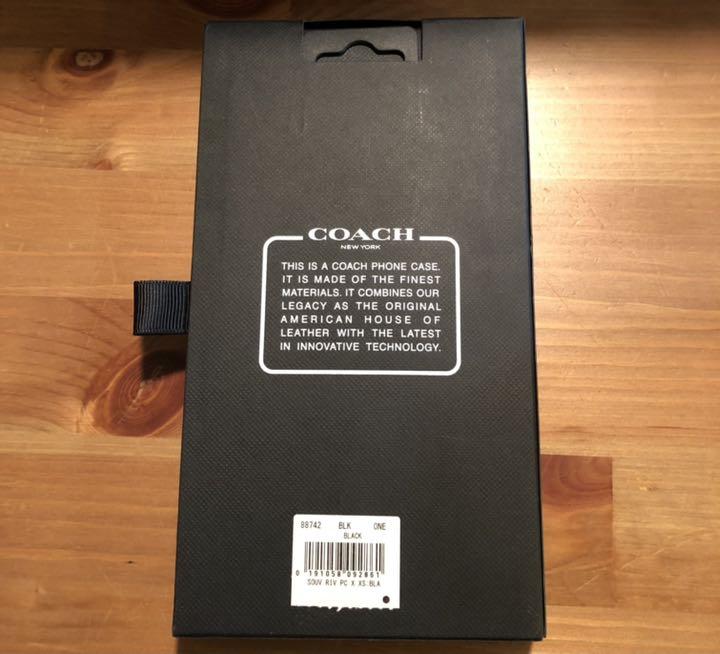 COACH
NEW YORK
THIS IS A COACH PHONE CASE.
IT IS MADE OF THE FINEST
MATERIALS. IT COMBINES OUR
LEGACY AS THE ORIGINAL
AMERICAN HOUSE OF
LEATHER WITH THE LATEST
IN INNOVATIVE TECHNOLOGY.
88742 BLK ONE
BLACK
0 191058 092861
SOUV RIV PC X XS:BLA